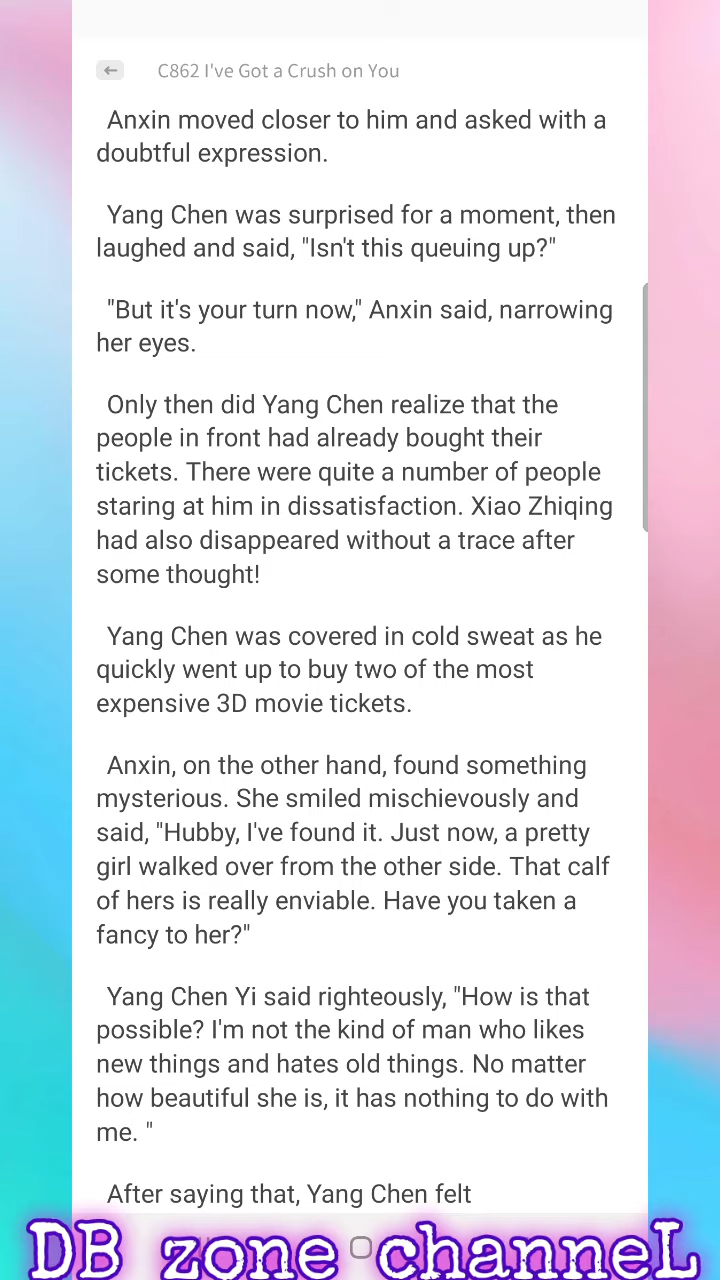 C862 I've Got a Crush on You
Anxin moved closer to him and asked with a
doubtful expression.
Yang Chen was surprised for a moment, then
laughed and said, "Isn't this queuing up?"
"But it's your turn now," Anxin said, narrowing
her eyes.
Only then did Yang Chen realize that the
people in front had already bought their
tickets. There were quite a number of people
staring at him in dissatisfaction. Xiao Zhiqing
had also disappeared without a trace after
some thought!
Yang Chen was covered in cold sweat as he
quickly went up to buy two of the most
expensive 3D movie tickets.
Anxin, on the other hand, found something
mysterious. She smiled mischievously and
said, "Hubby, I've found it. Just now, a pretty
girl walked over from the other side. That calf
of hers is really enviable. Have you taken a
fancy to her?"
Yang Chen Yi said righteously, "How is that
possible? I'm not the kind of man who likes
new things and hates old things. No matter
how beautiful she is, it has nothing to do with
me. "
After saying that, Yang Chen felt
DB zone channeL